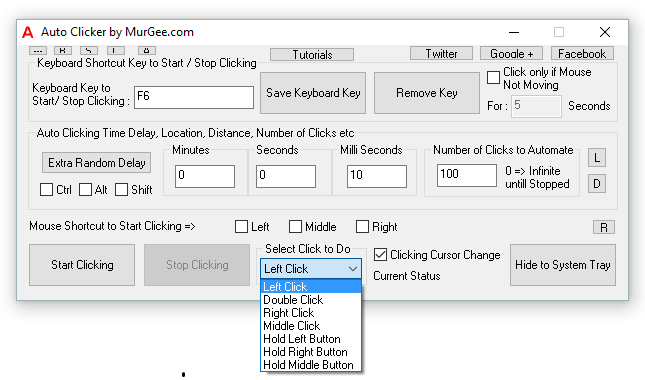 A Auto Clicker by MurGee.com
... R S L A Tutorials Twitter Google + Facebook
Keyboard Shortcut Key to Start / Stop Clicking
Keyboard Key to
Start/ Stop Clicking :
F6
Save Keyboard Key
Remove Key
Click only if Mouse
Not Moving
For : 5 Seconds
Auto Clicking Time Delay, Location, Distance, Number of Clicks etc
Extra Random Delay
Ctrl Alt Shift
Minutes
0
Seconds
0
Milli Seconds
10
Number of Clicks to Automate
100
0 => Infinite
untill Stopped
L
D
Mouse Shortcut to Start Clicking => Left Middle Right
R
Start Clicking
Stop Clicking
Select Click to Do
Left Click
Left Click
Double Click
Right Click
Middle Click
Hold Left Button
Hold Right Button
Hold Middle Button
Clicking Cursor Change
Current Status
Hide to System Tray